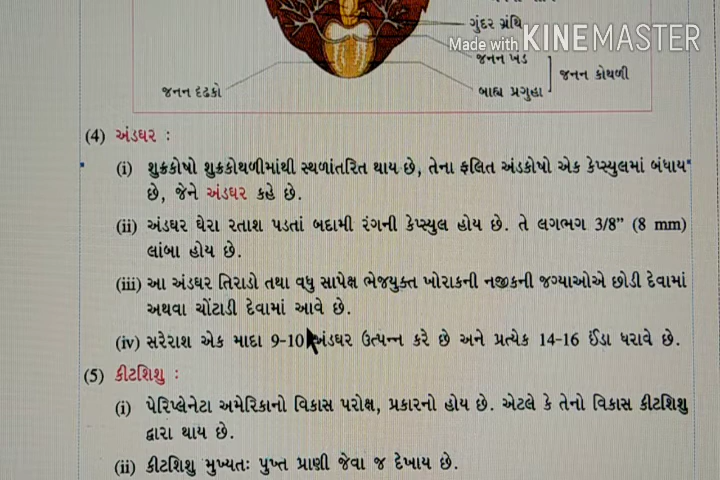 ગુંદર ગ્રંથિ
Made with KINEMASTER
જનન ખંડ
જનન કોથળી
જનન દઢકો
બાહ્ય પ્રગુહા
(4) અંડઘર :
(i) શુક્રકોષો શુક્રકોથળીમાંથી સ્થળાંતરિત થાય છે, તેના ફલિત અંડકોષો એક કેપ્સ્યુલમાં બંધાય
છે, જેને અંડઘર કહે છે.
(ii) અંડઘર ઘેરા રતાશ પડતાં બદામી રંગની કેપ્સ્યુલ હોય છે. તે લગભગ 3/8” (8 mm)
લાંબા હોય છે.
(iii) આ અંડઘર તિરાડો તથા વધુ સાપેક્ષ ભેજયુક્ત ખોરાકની નજીકની જગ્યાઓએ છોડી દેવામાં
અથવા ચોંટાડી દેવામાં આવે છે.
(iv) સરેરાશ એક માદા 9-10 અંડઘર ઉત્પન્ન કરે છે અને પ્રત્યેક 14-16 ઈંડા ધરાવે છે.
(5) કીટશિશુ :
(i) પેરિપ્લેનેટા અમેરિકાનો વિકાસ પરોક્ષ, પ્રકારનો હોય છે. એટલે કે તેનો વિકાસ કીટશિશુ
દ્વારા થાય છે.
(ii) કીટશિશુ મુખ્યતઃ પુખ્ત પ્રાણી જેવા જ દેખાય છે.